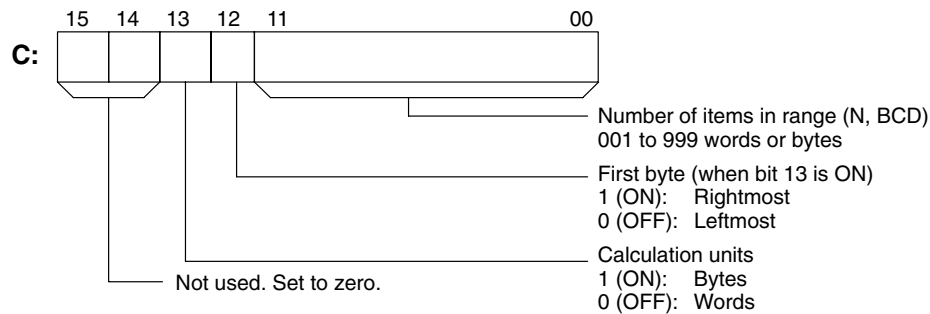 15 14 13 12 11 00
C:
Number of items in range (N, BCD)
001 to 999 words or bytes
First byte (when bit 13 is ON)
1 (ON): Rightmost
0 (OFF): Leftmost
Calculation units
1 (ON): Bytes
0 (OFF): Words
Not used. Set to zero.